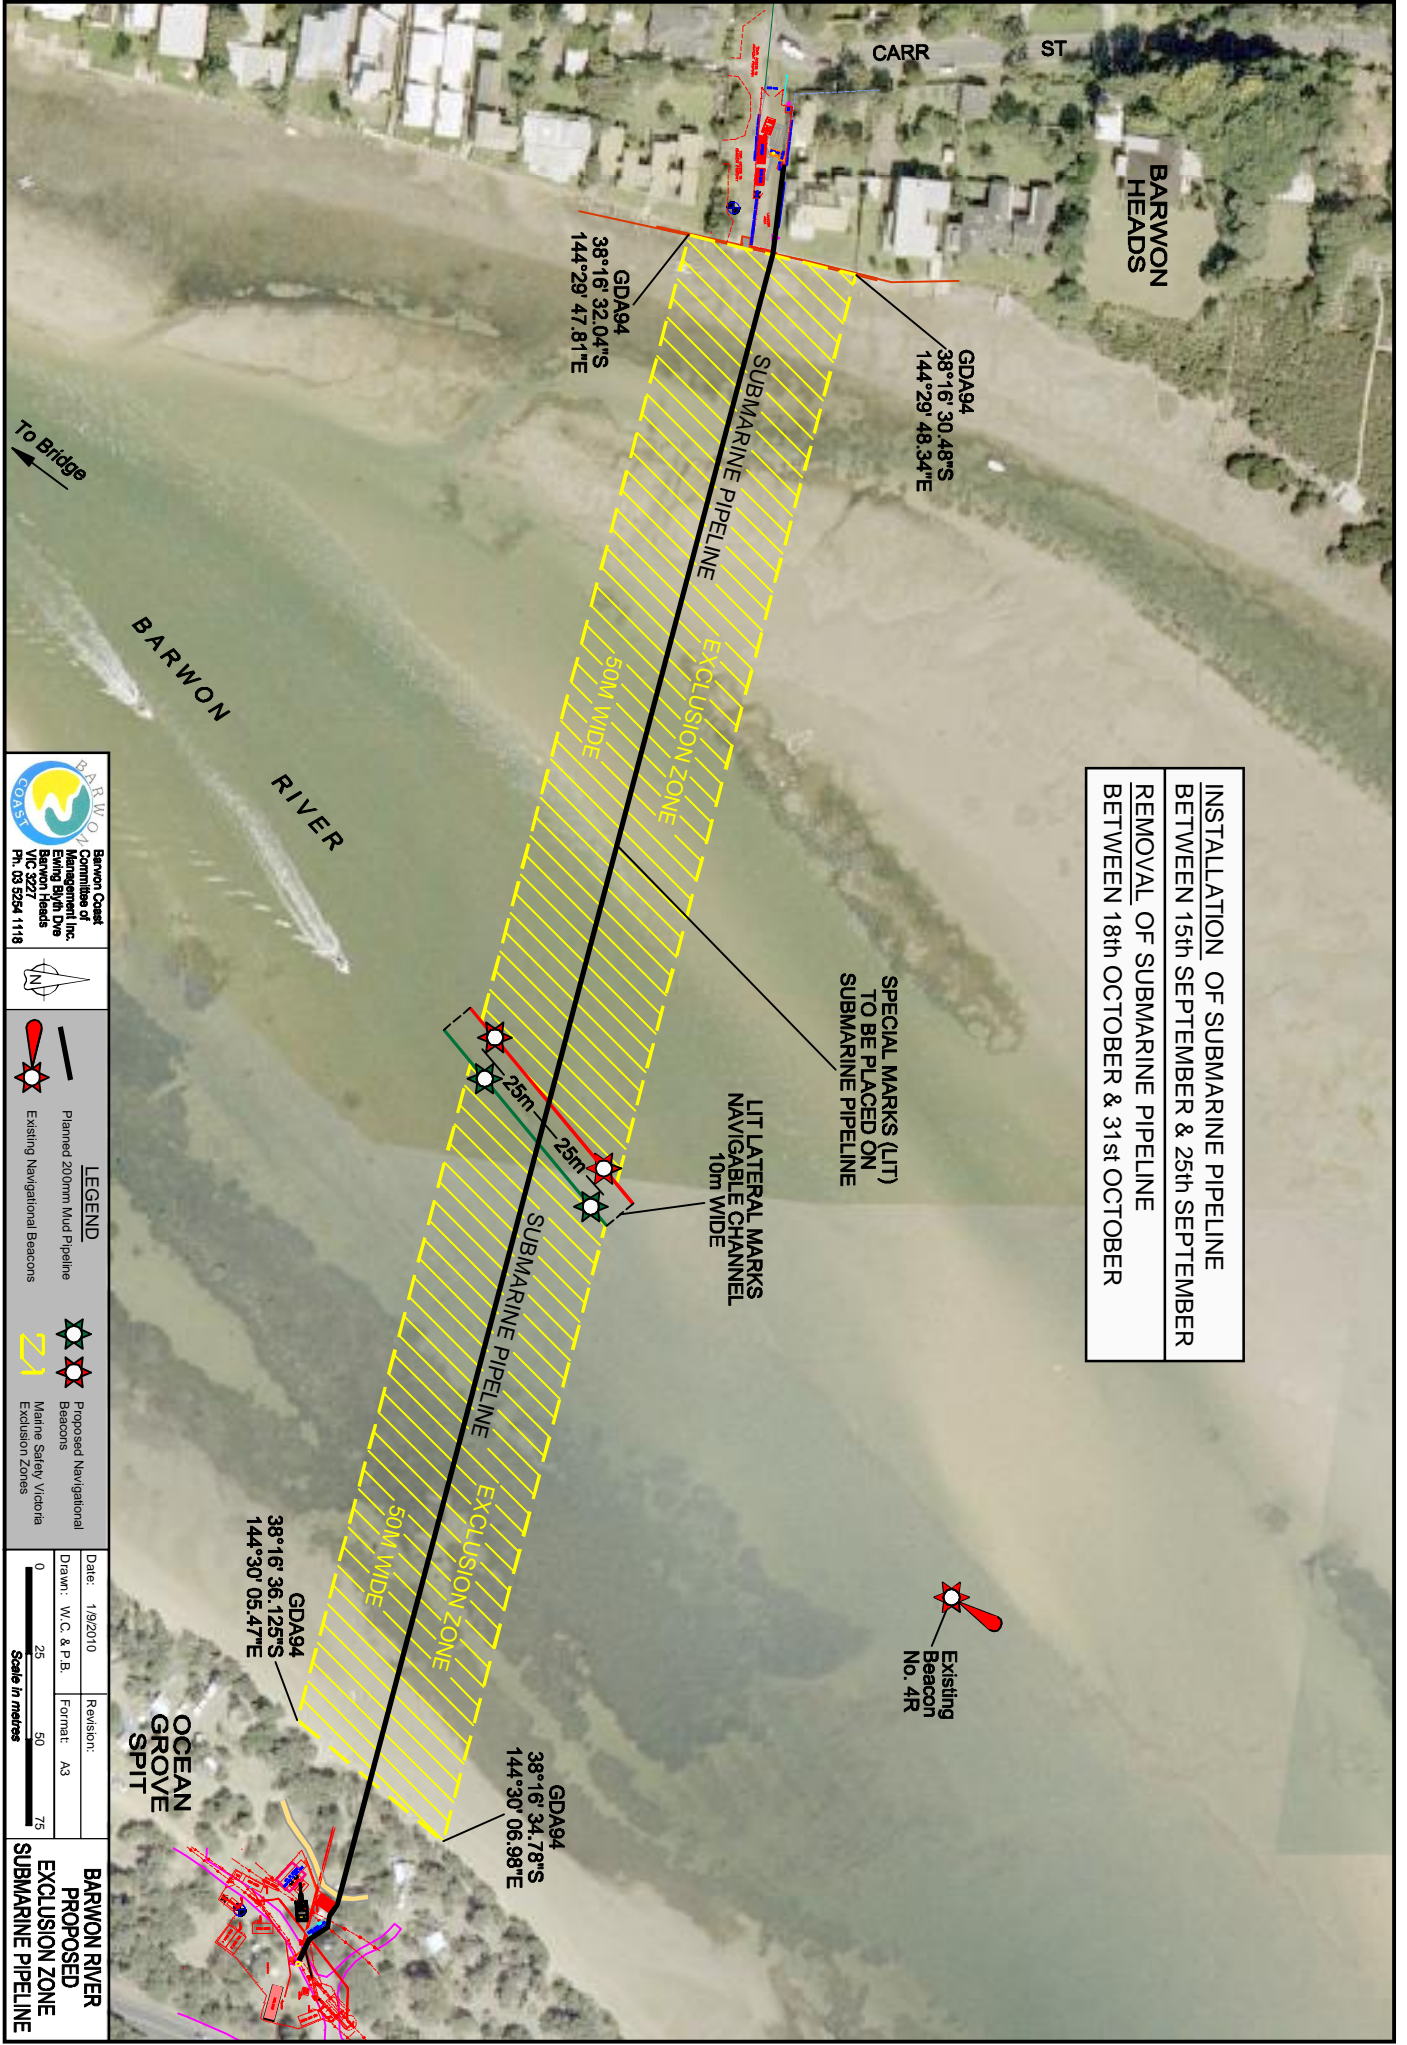 INSTALLATION OF SUBMARINE PIPELINE
BETWEEN 15th SEPTEMBER & 25th SEPTEMBER
REMOVAL OF SUBMARINE PIPELINE
BETWEEN 18th OCTOBER & 31st OCTOBER
BARWON
HEADS
CARR
ST
GDA94
38°16' 30.48"S
144°29' 48.34"E
GDA94
38°16' 32.04"S
144°29' 47.81"E
SUBMARINE PIPELINE
EXCLUSION ZONE
50M WIDE
SPECIAL MARKS (LIT)
TO BE PLACED ON
SUBMARINE PIPELINE
LIT LATERAL MARKS
NAVIGABLE CHANNEL
10m WIDE
25m
25m
SUBMARINE PIPELINE
EXCLUSION ZONE
50M WIDE
Existing
Beacon
No. 4R
GDA94
38°16' 34.78"S
144°30' 06.98"E
GDA94
38°16' 36.125"S
144°30' 05.47"E
To Bridge
BARWON
RIVER
OCEAN
GROVE
SPIT
BARWON
COAST
Barwon Coast
Committee of
Management Inc.
Ewing Blyth Dve
Barwon Heads
VIC 3227
Ph. 03 5254 1118
N
LEGEND
Planned 200mm Mud Pipeline
Existing Navigational Beacons
Proposed Navigational
Beacons
Marine Safety Victoria
Exclusion Zones
Date: 1/9/2010
Revision:
Drawn: W.C. & P.B.
Format: A3
0 25 50 75
Scale in metres
BARWON RIVER
PROPOSED
EXCLUSION ZONE
SUBMARINE PIPELINE